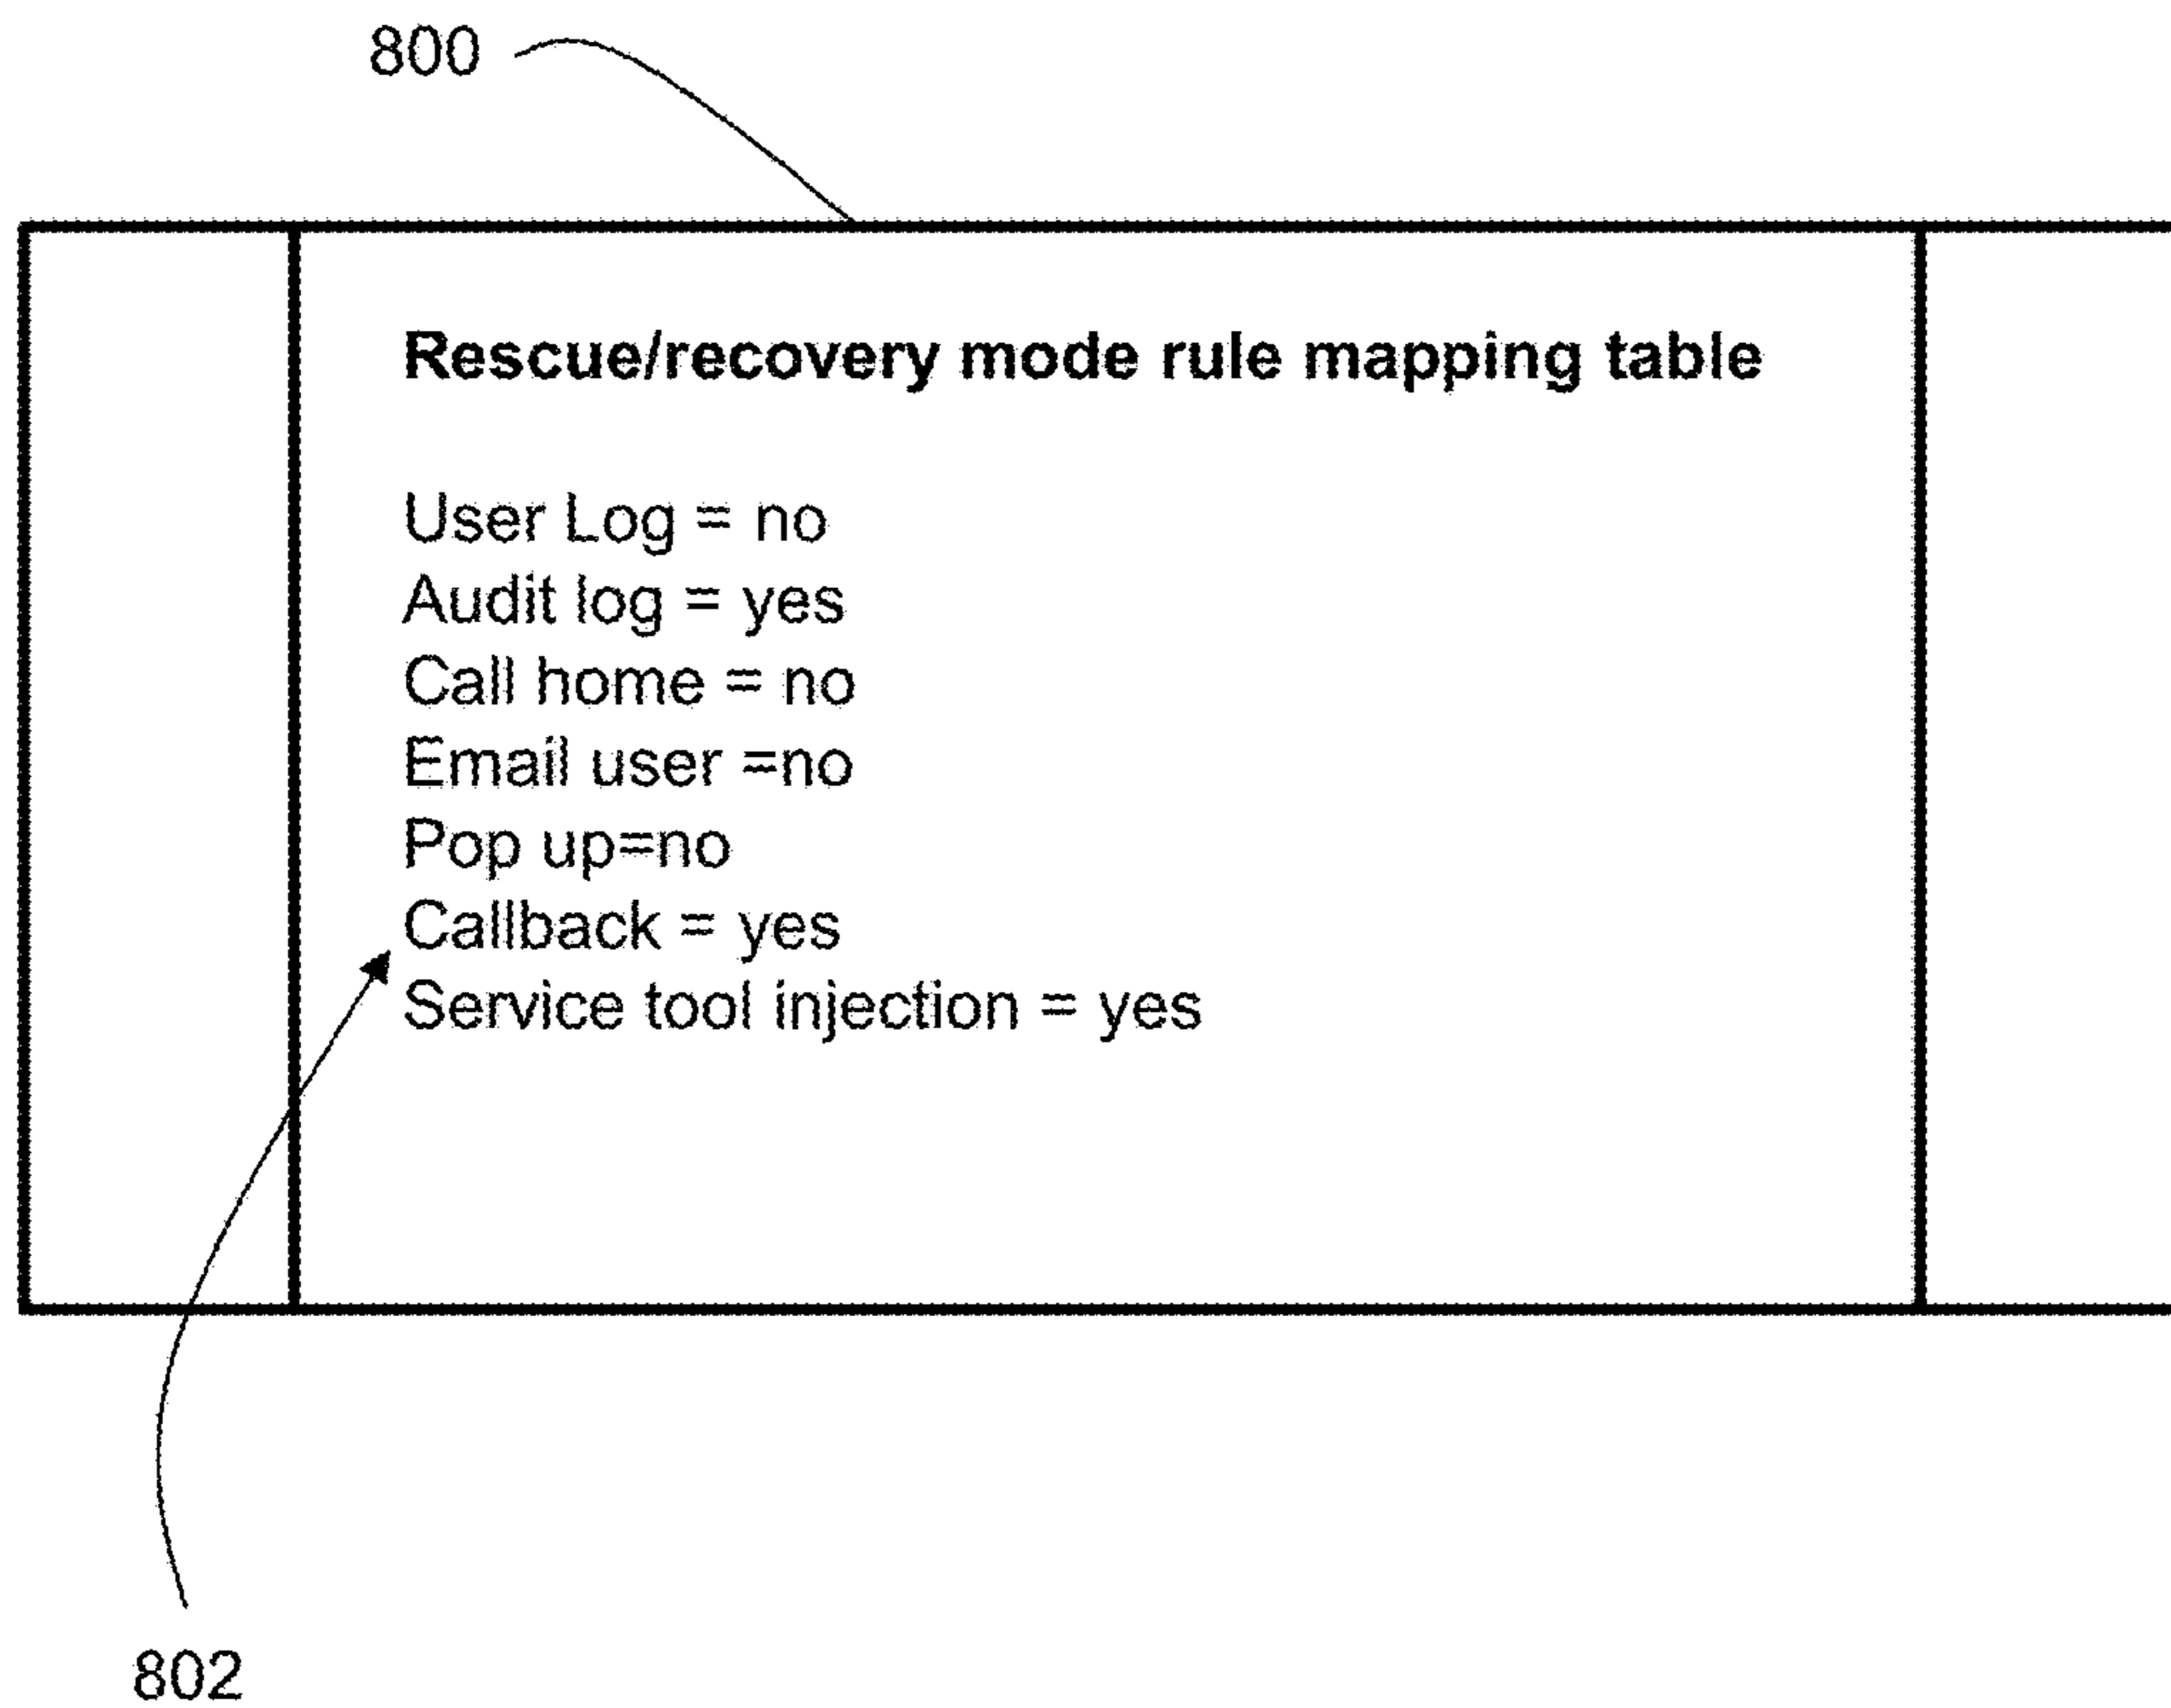 800
Rescue/recovery mode rule mapping table
User Log = no
Audit log = yes
Call home = no
Email user =no
Pop up=no
Callback = yes
Service tool injection = yes
802